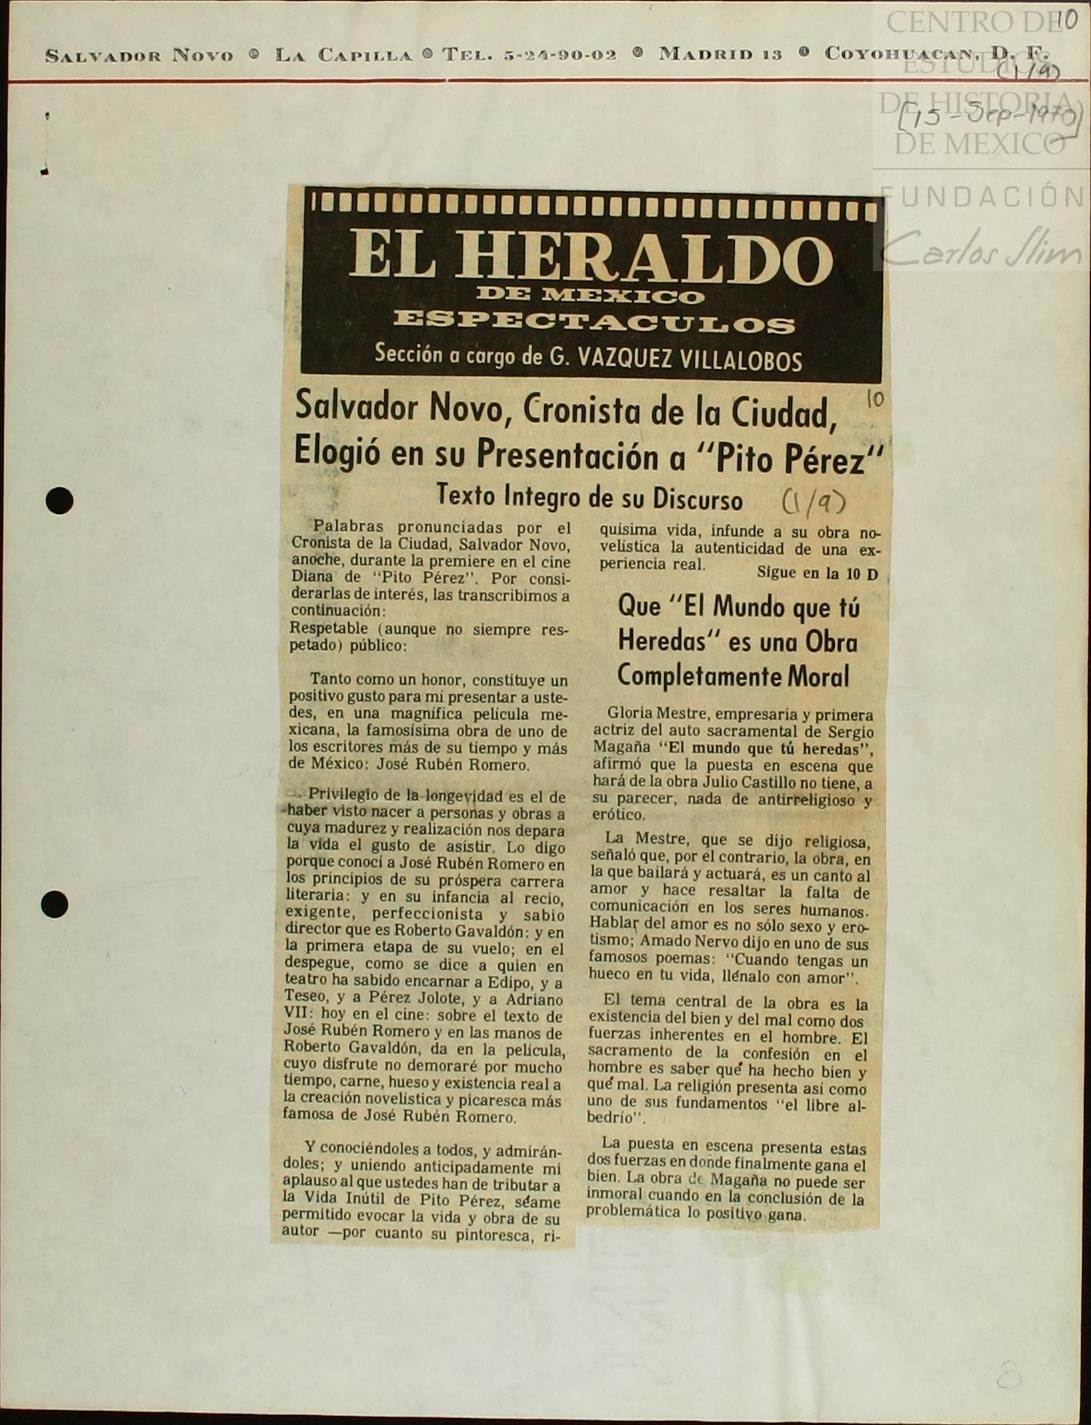 10
CENTRO DE
ESTUDIOS
DE HISTORIA
DE MEXICO
FUNDACIÓN
Carlos Slim
SALVADOR NOVO LA CAPILLA TEL. 5-24-90-02 MADRID 13 COYOHUACAN, D. F.
(1/9)
[15-Sep-1970]
EL HERALDO
DE MEXICO
ESPECTACULOS
Sección a cargo de G. VAZQUEZ VILLALOBOS
Salvador Novo, Cronista de la Ciudad,
10
Elogió en su Presentación a "Pito Pérez"
Texto Integro de su Discurso
(1/9)
Palabras pronunciadas por el
Cronista de la Ciudad, Salvador Novo,
anoche, durante la premiere en el cine
Diana de "Pito Pérez". Por consi-
derarlas de interés, las transcribimos a
continuación:
Respetable (aunque no siempre res-
petado) público:
Tanto como un honor, constituye un
positivo gusto para mí presentar a uste-
des, en una magnífica película me-
xicana, la famosísima obra de uno de
los escritores más de su tiempo y más
de México: José Rubén Romero.
Privilegio de la longevidad es el de
haber visto nacer a personas y obras a
cuya madurez y realización nos depara
la vida el gusto de asistir. Lo digo
porque conocí a José Rubén Romero en
los principios de su próspera carrera
literaria: y en su infancia al recio,
exigente, perfeccionista y sabio
director que es Roberto Gavaldón: y en
la primera etapa de su vuelo; en el
despegue, como se dice a quien en
teatro ha sabido encarnar a Edipo, y a
Teseo, y a Pérez Jolote, y a Adriano
VII: hoy en el cine: sobre el texto de
José Rubén Romero y en las manos de
Roberto Gavaldón, da en la película,
cuyo disfrute no demoraré por mucho
tiempo, carne, hueso y existencia real a
la creación novelística y picaresca más
famosa de José Rubén Romero.
Y conociéndoles a todos, y admirán-
doles; y uniendo anticipadamente mi
aplauso al que ustedes han de tributar a
la Vida Inútil de Pito Pérez, séame
permitido evocar la vida y obra de su
autor —por cuanto su pintoresca, ri-
quísima vida, infunde a su obra no-
velística la autenticidad de una ex-
periencia real.
Sigue en la 10 D
Que "El Mundo que tú
Heredas" es una Obra
Completamente Moral
Gloria Mestre, empresaria y primera
actriz del auto sacramental de Sergio
Magaña "El mundo que tú heredas",
afirmó que la puesta en escena que
hará de la obra Julio Castillo no tiene, a
su parecer, nada de antirreligioso y
erótico.
La Mestre, que se dijo religiosa,
señaló que, por el contrario, la obra, en
la que bailará y actuará, es un canto al
amor y hace resaltar la falta de
comunicación en los seres humanos.
Hablar del amor es no sólo sexo y ero-
tismo; Amado Nervo dijo en uno de sus
famosos poemas: "Cuando tengas un
hueco en tu vida, llénalo con amor".
El tema central de la obra es la
existencia del bien y del mal como dos
fuerzas inherentes en el hombre. El
sacramento de la confesión en el
hombre es saber qué ha hecho bien y
qué mal. La religión presenta así como
uno de sus fundamentos "el libre al-
bedrío".
La puesta en escena presenta estas
dos fuerzas en donde finalmente gana el
bien. La obra de Magaña no puede ser
inmoral cuando en la conclusión de la
problemática lo positivo gana.
8